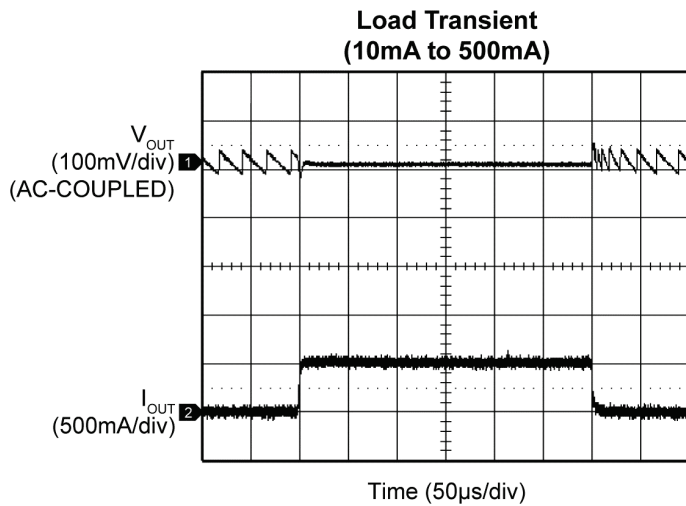 Load Transient
(10mA to 500mA)
VOUT
(100mV/div)
(AC-COUPLED)
1
IOUT
(500mA/div)
2
Time (50µs/div)